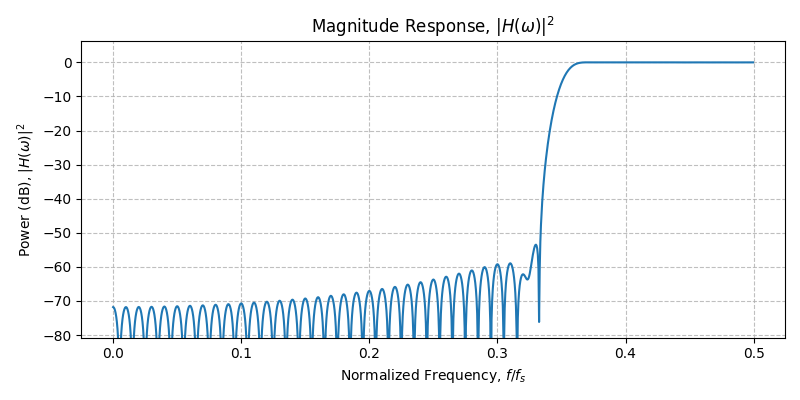 Magnitude Response, |H(ω)|²
Power (dB), |H(ω)|²
0
−10
−20
−30
−40
−50
−60
−70
−80
0.0 0.1 0.2 0.3 0.4 0.5
Normalized Frequency, f/fₛ